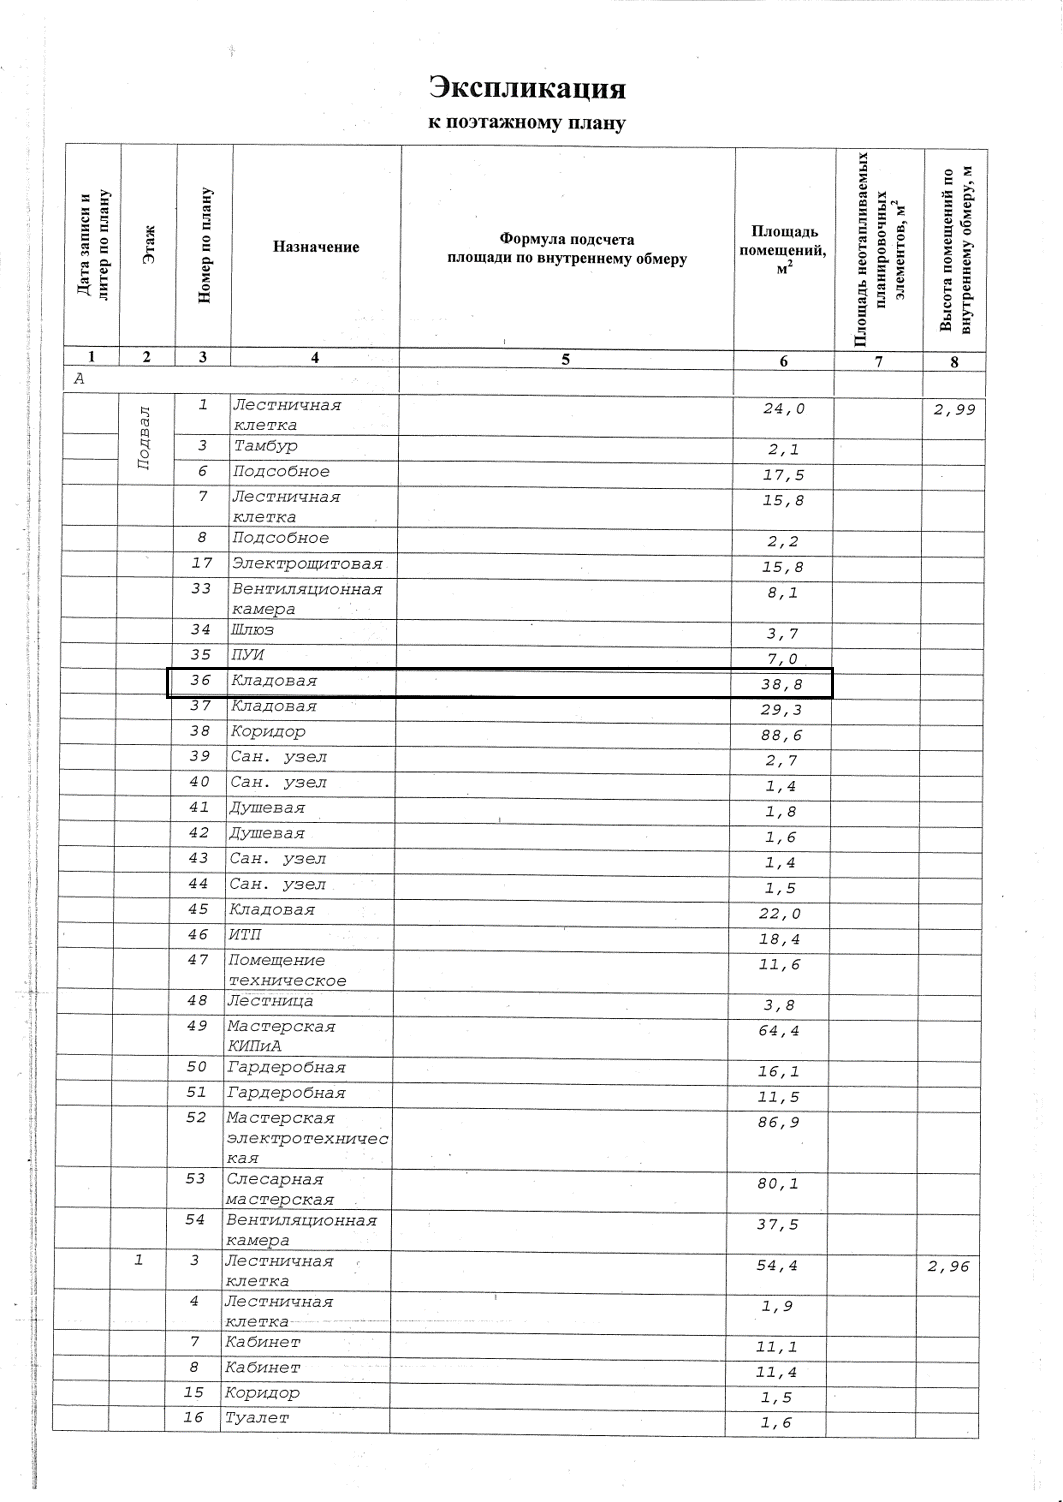 Экспликация
к поэтажному плану
Дата записи и литер по плану
Этаж
Номер по плану
Назначение
Формула подсчета
площади по внутреннему обмеру
Площадь
помещений,
м²
Площадь неотапливаемых планировочных элементов, м²
Высота помещений по внутреннему обмеру, м
1 2 3 4 5 6 7 8
А
Подвал
1 Лестничная 24,0 2,99
клетка
3 Тамбур 2,1
6 Подсобное 17,5
7 Лестничная 15,8
клетка
8 Подсобное 2,2
17 Электрощитовая 15,8
33 Вентиляционная 8,1
камера
34 Шлюз 3,7
35 ПУИ 7,0
36 Кладовая 38,8
37 Кладовая 29,3
38 Коридор 88,6
39 Сан. узел 2,7
40 Сан. узел 1,4
41 Душевая 1,8
42 Душевая 1,6
43 Сан. узел 1,4
44 Сан. узел 1,5
45 Кладовая 22,0
46 ИТП 18,4
47 Помещение 11,6
техническое
48 Лестница 3,8
49 Мастерская 64,4
КИПиА
50 Гардеробная 16,1
51 Гардеробная 11,5
52 Мастерская 86,9
электротехничес
кая
53 Слесарная 80,1
мастерская
54 Вентиляционная 37,5
камера
1 3 Лестничная 54,4 2,96
клетка
4 Лестничная 1,9
клетка
7 Кабинет 11,1
8 Кабинет 11,4
15 Коридор 1,5
16 Туалет 1,6